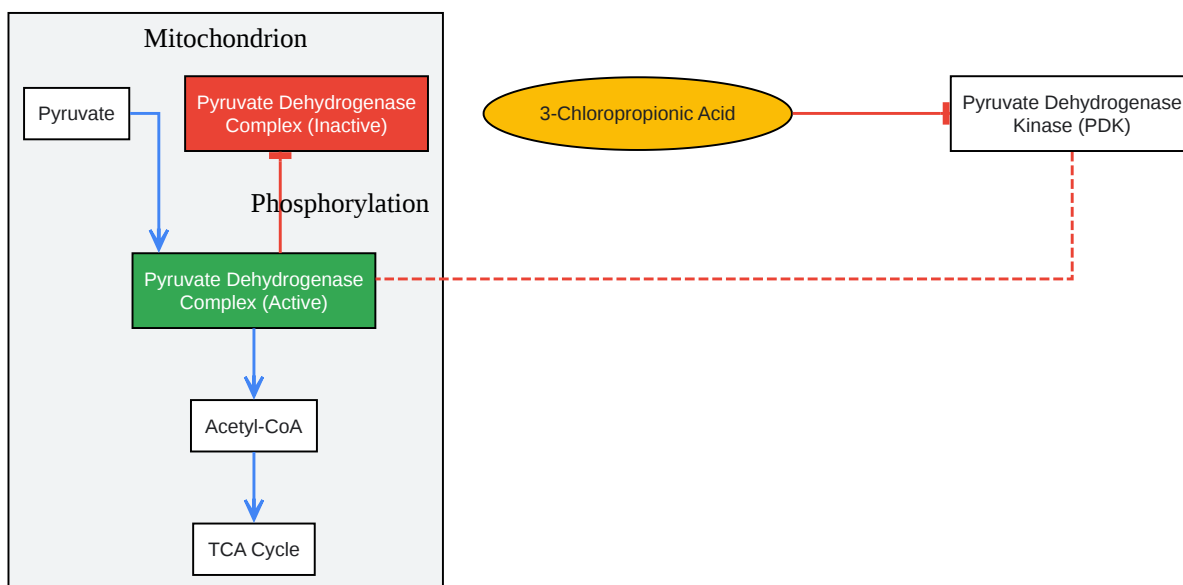 Mitochondrion
Pyruvate
Pyruvate Dehydrogenase
Complex (Inactive)
3-Chloropropionic Acid
Pyruvate Dehydrogenase
Kinase (PDK)
Phosphorylation
Pyruvate Dehydrogenase
Complex (Active)
Acetyl-CoA
TCA Cycle